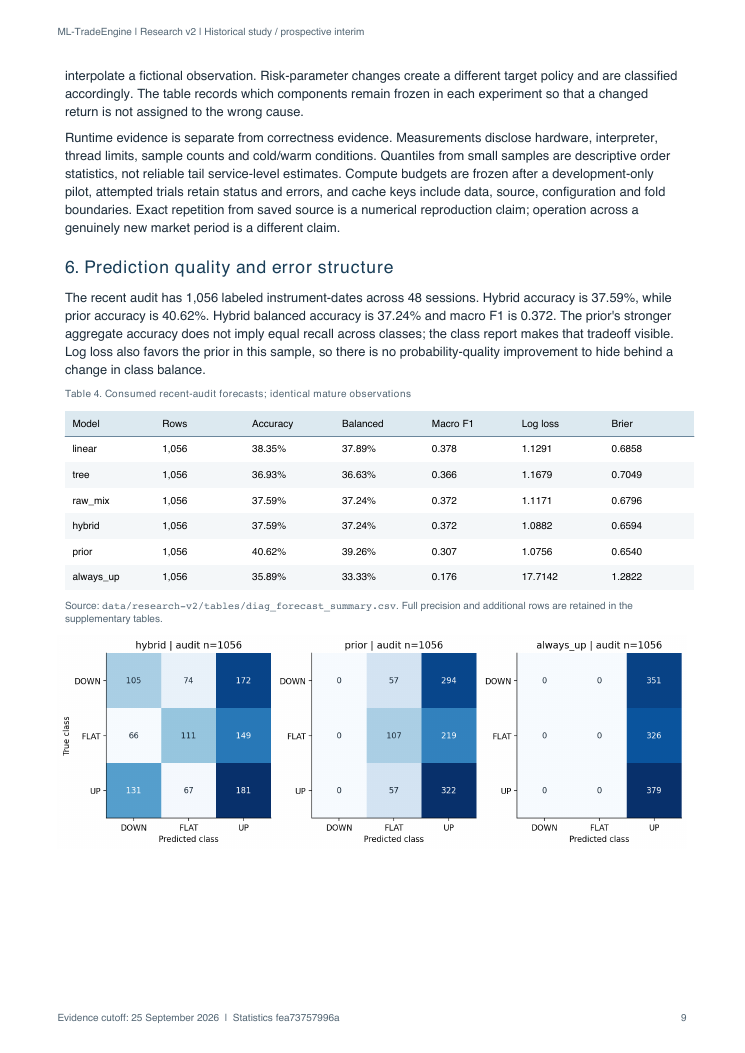 ML-TradeEngine | Research v2 | Historical study / prospective interim
interpolate a fictional observation. Risk-parameter changes create a different target policy and are classified
accordingly. The table records which components remain frozen in each experiment so that a changed
return is not assigned to the wrong cause.
Runtime evidence is separate from correctness evidence. Measurements disclose hardware, interpreter,
thread limits, sample counts and cold/warm conditions. Quantiles from small samples are descriptive order
statistics, not reliable tail service-level estimates. Compute budgets are frozen after a development-only
pilot, attempted trials retain status and errors, and cache keys include data, source, configuration and fold
boundaries. Exact repetition from saved source is a numerical reproduction claim; operation across a
genuinely new market period is a different claim.
6. Prediction quality and error structure
The recent audit has 1,056 labeled instrument-dates across 48 sessions. Hybrid accuracy is 37.59%, while
prior accuracy is 40.62%. Hybrid balanced accuracy is 37.24% and macro F1 is 0.372. The prior's stronger
aggregate accuracy does not imply equal recall across classes; the class report makes that tradeoff visible.
Log loss also favors the prior in this sample, so there is no probability-quality improvement to hide behind a
change in class balance.
Table 4. Consumed recent-audit forecasts; identical mature observations
Model Rows Accuracy Balanced Macro F1 Log loss Brier
linear 1,056 38.35% 37.89% 0.378 1.1291 0.6858
tree 1,056 36.93% 36.63% 0.366 1.1679 0.7049
raw_mix 1,056 37.59% 37.24% 0.372 1.1171 0.6796
hybrid 1,056 37.59% 37.24% 0.372 1.0882 0.6594
prior 1,056 40.62% 39.26% 0.307 1.0756 0.6540
always_up 1,056 35.89% 33.33% 0.176 17.7142 1.2822
Source: data/research-v2/tables/diag_forecast_summary.csv. Full precision and additional rows are retained in the
supplementary tables.
hybrid | audit n=1056 prior | audit n=1056 always_up | audit n=1056
DOWN 105 74 172 DOWN 0 57 294 DOWN 0 0 351
True class
FLAT 66 111 149 FLAT 0 107 219 FLAT 0 0 326
UP 131 67 181 UP 0 57 322 UP 0 0 379
DOWN FLAT UP DOWN FLAT UP DOWN FLAT UP
Predicted class Predicted class Predicted class
Evidence cutoff: 25 September 2026 | Statistics fea73757996a 9